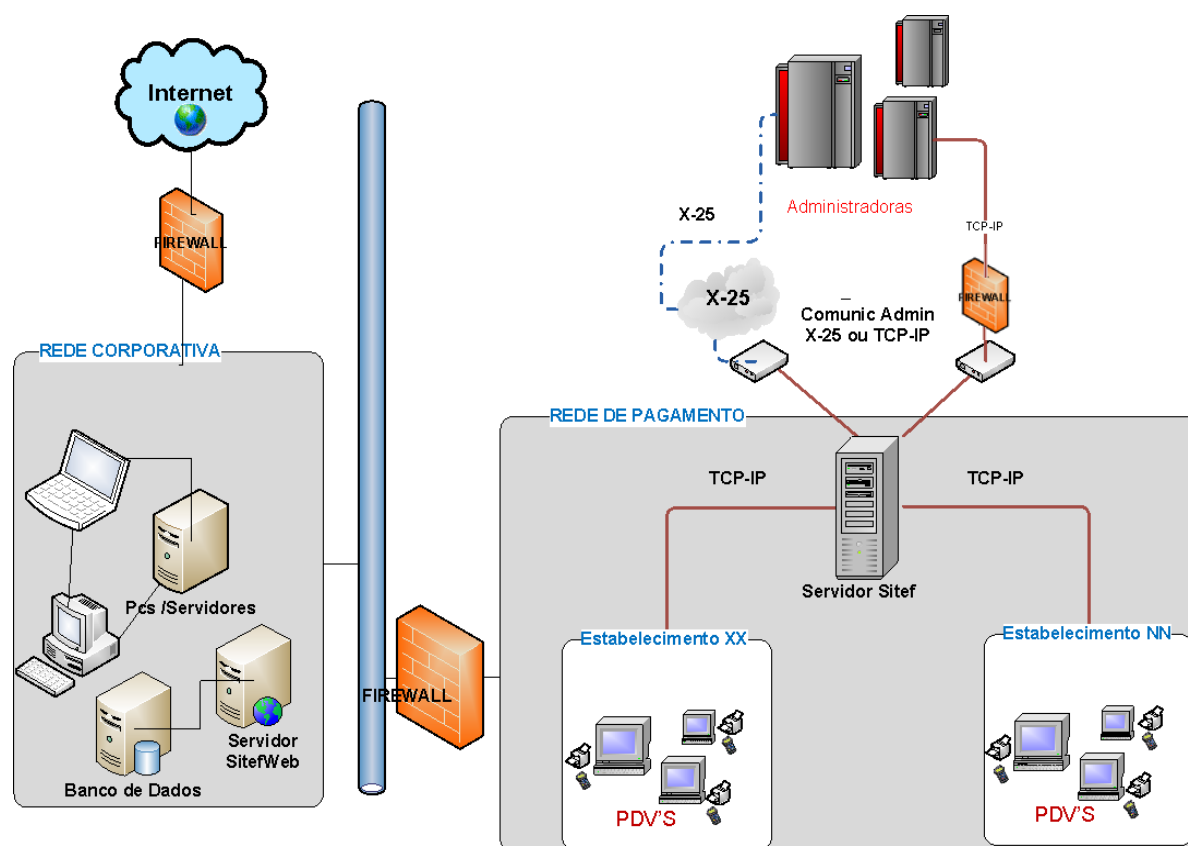 Internet
FIREWALL
REDE CORPORATIVA
Pcs /Servidores
Servidor
SitefWeb
Banco de Dados
FIREWALL
Administradoras
X-25
TCP-IP
X-25
FIREWALL
_
Comunic Admin
X-25 ou TCP-IP
REDE DE PAGAMENTO
TCP-IP
TCP-IP
Servidor Sitef
Estabelecimento XX
PDV'S
Estabelecimento NN
PDV'S